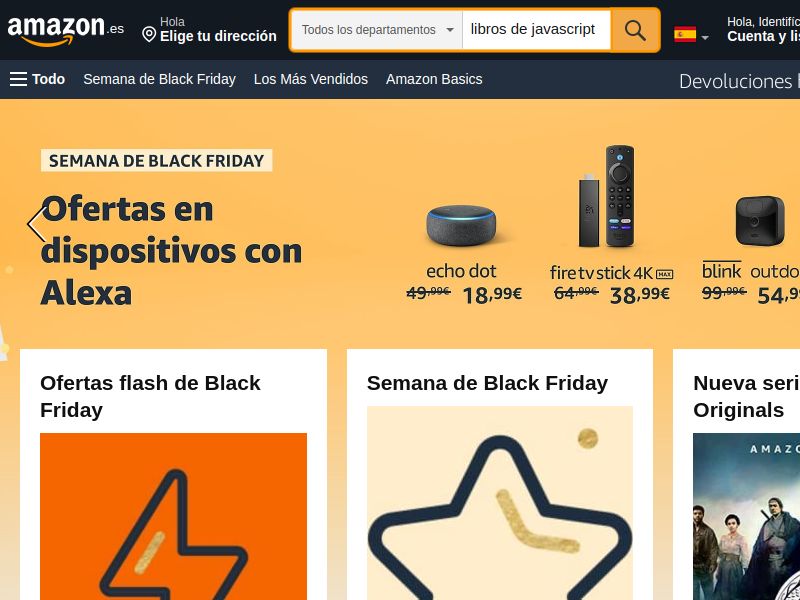 amazon.es
Hola
Elige tu dirección
Todos los departamentos
libros de javascript
Hola, Identifíc
Cuenta y lis
Todo
Semana de Black Friday
Los Más Vendidos
Amazon Basics
Devoluciones
SEMANA DE BLACK FRIDAY
Ofertas en
dispositivos con
Alexa
echo dot
49,99€ 18,99€
fire tv stick 4K MAX
64,99€ 38,99€
blink outdo
99,99€ 54,9
Ofertas flash de Black
Friday
Semana de Black Friday
Nueva seri
Originals
AMAZO